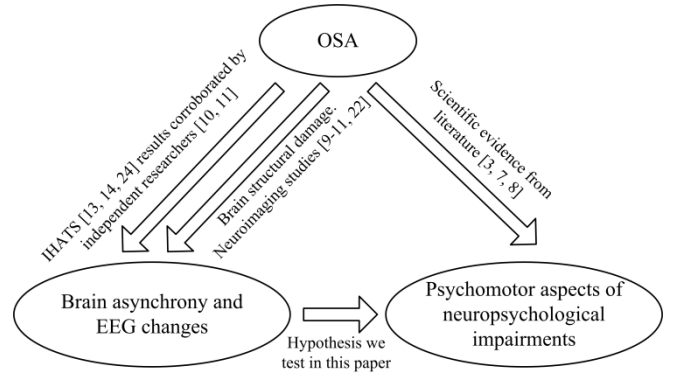 OSA
IHATS [13, 14, 24] results corroborated by
independent researchers [10, 11]
Brain structural damage.
Neuroimaging studies [9-11, 22]
Scientific evidence from
literature [3, 7, 8]
Brain asynchrony and
EEG changes
Hypothesis we
test in this paper
Psychomotor aspects of
neuropsychological
impairments